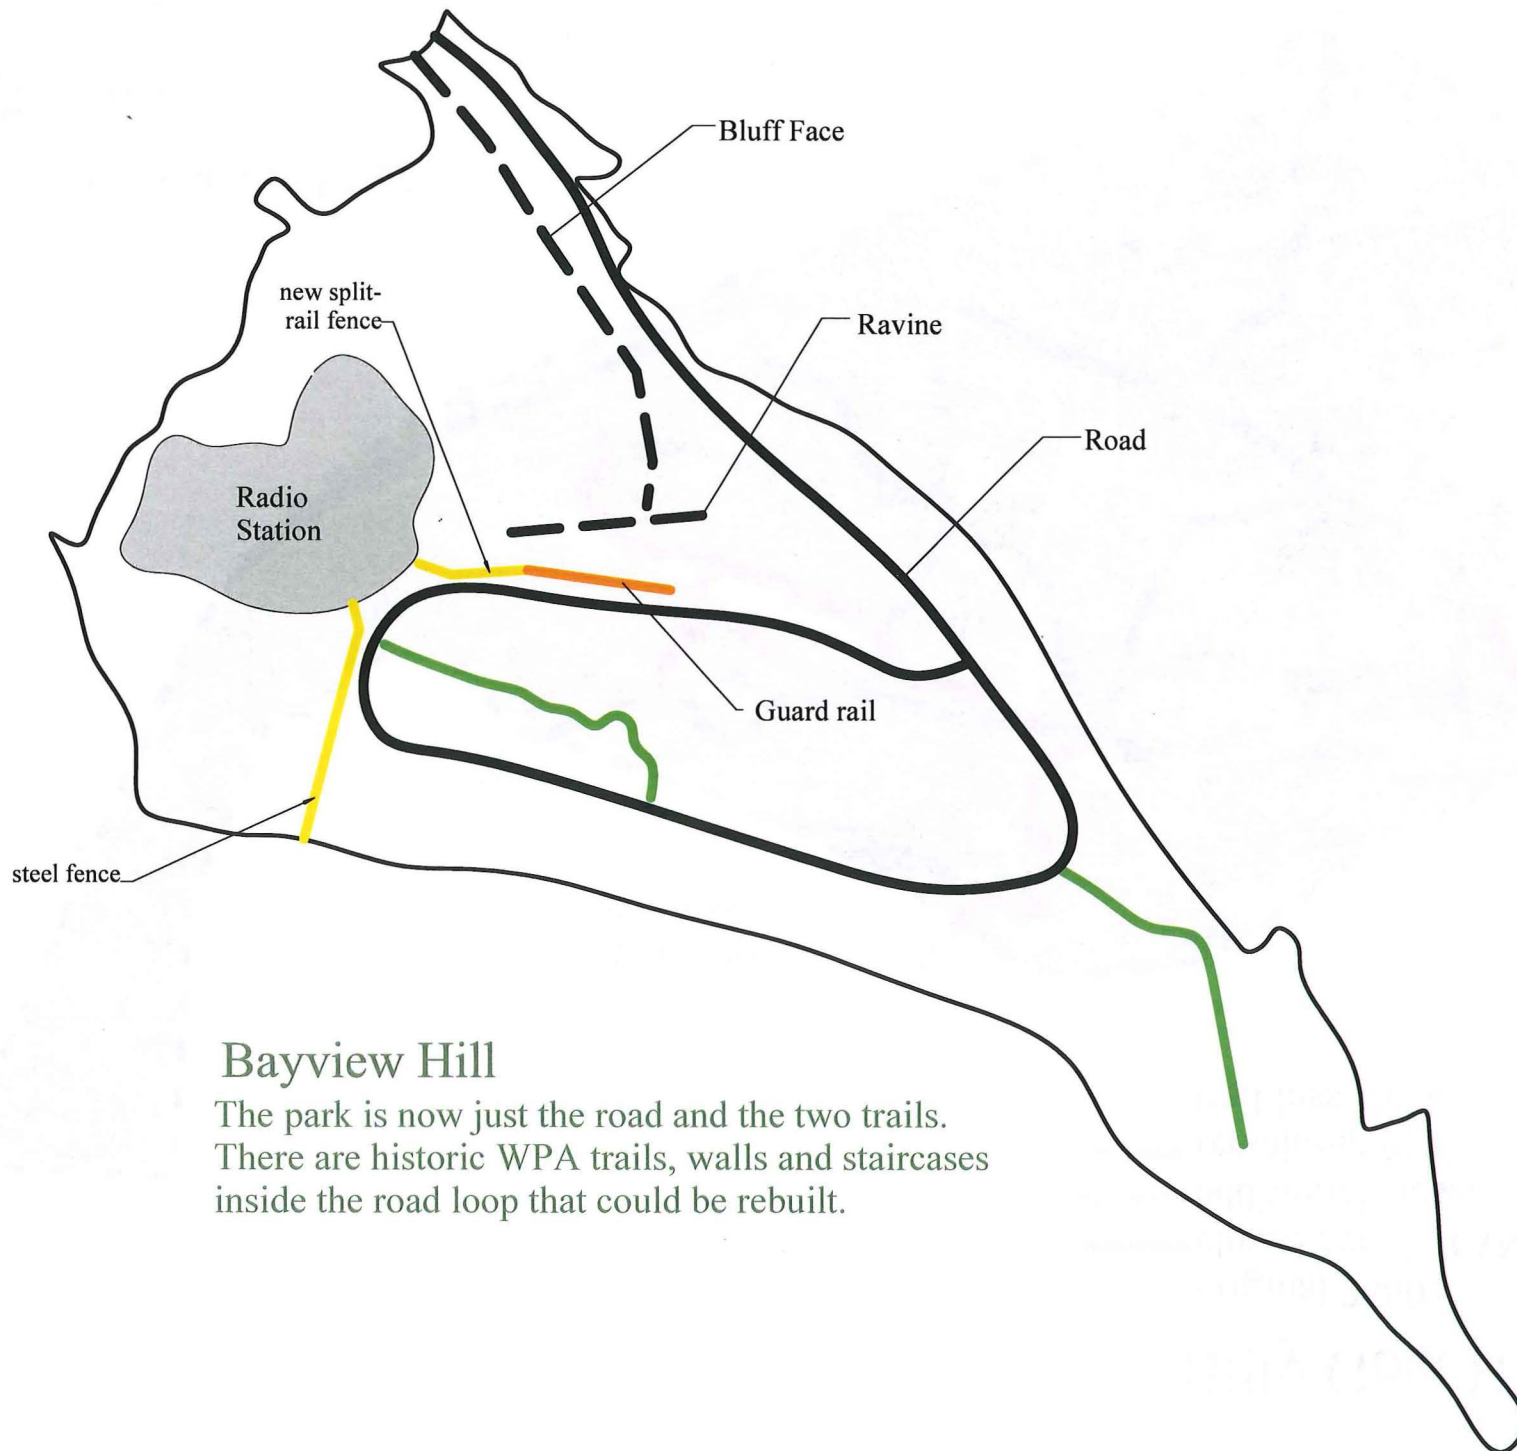 Bluff Face
new split-
rail fence
Ravine
Road
Radio
Station
Guard rail
steel fence
Bayview Hill
The park is now just the road and the two trails.
There are historic WPA trails, walls and staircases
inside the road loop that could be rebuilt.